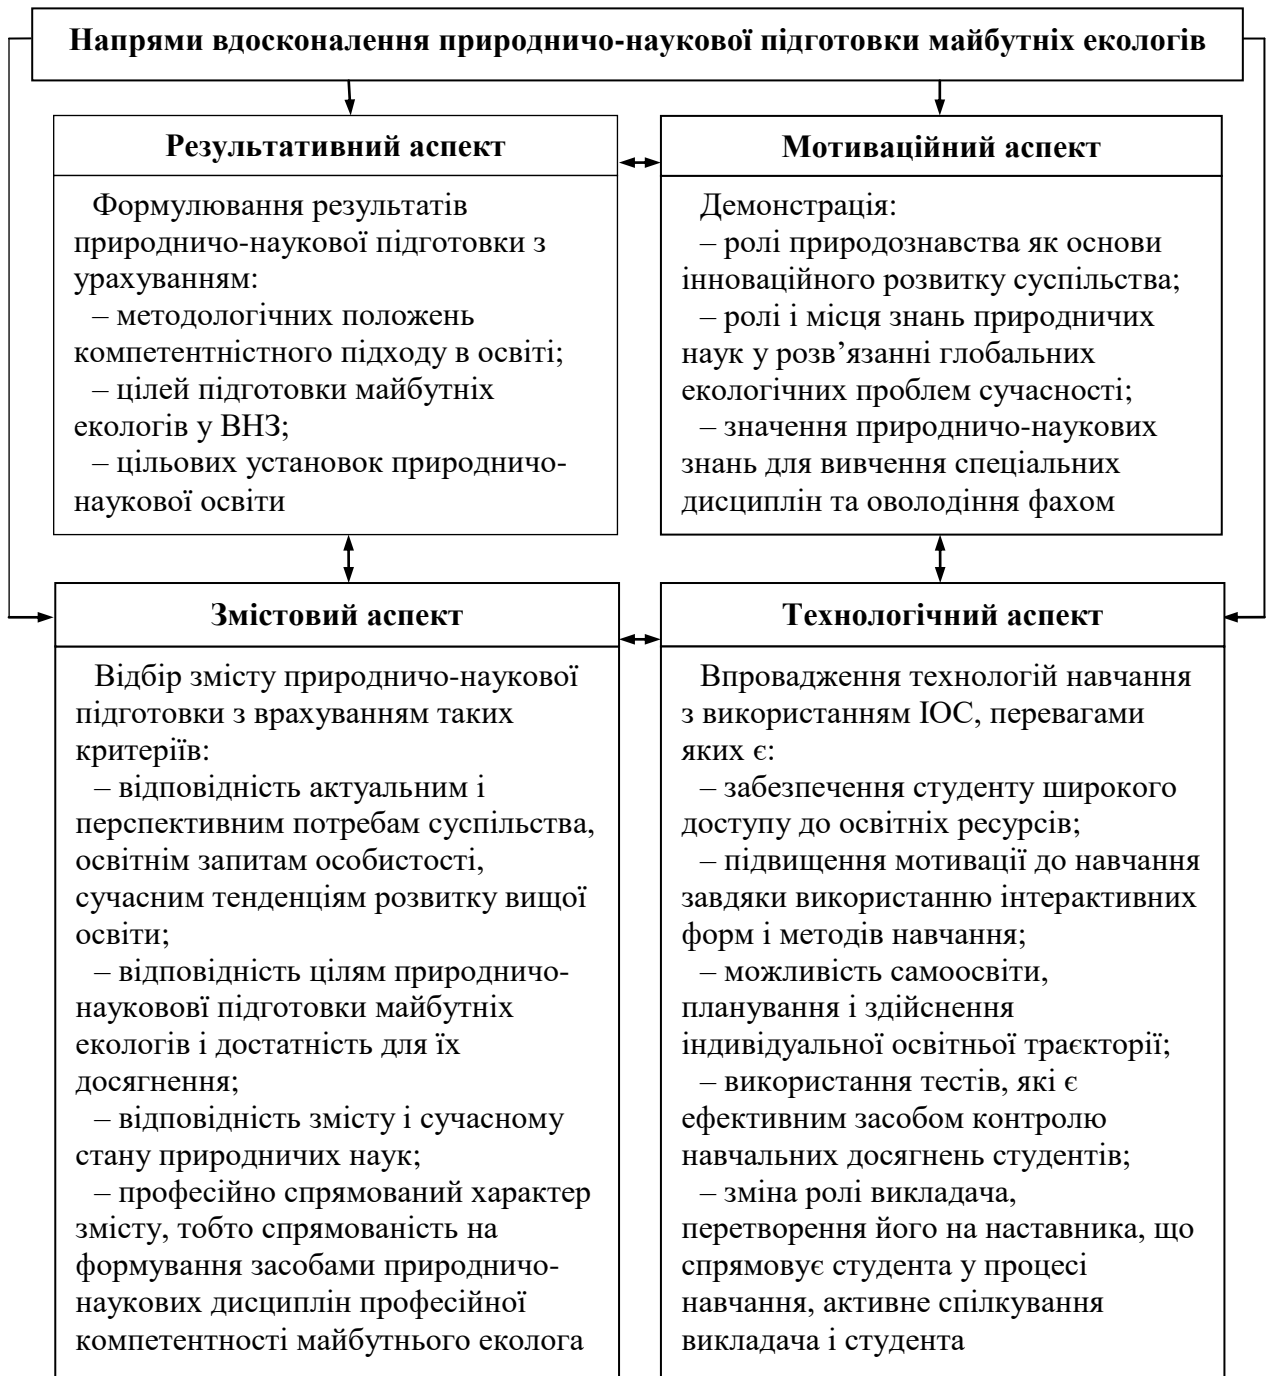 Напрями вдосконалення природничо-наукової підготовки майбутніх екологів
Результативний аспект
Формулювання результатів
природничо-наукової підготовки з
урахуванням:
– методологічних положень
компетентністного підходу в освіті;
– цілей підготовки майбутніх
екологів у ВНЗ;
– цільових установок природничо-
наукової освіти
Мотиваційний аспект
Демонстрація:
– ролі природознавства як основи
інноваційного розвитку суспільства;
– ролі і місця знань природничих
наук у розв’язанні глобальних
екологічних проблем сучасності;
– значення природничо-наукових
знань для вивчення спеціальних
дисциплін та оволодіння фахом
Змістовий аспект
Відбір змісту природничо-наукової
підготовки з врахуванням таких
критеріїв:
– відповідність актуальним і
перспективним потребам суспільства,
освітнім запитам особистості,
сучасним тенденціям розвитку вищої
освіти;
– відповідність цілям природничо-
науковові підготовки майбутніх
екологів і достатність для їх
досягнення;
– відповідність змісту і сучасному
стану природничих наук;
– професійно спрямований характер
змісту, тобто спрямованість на
формування засобами природничо-
наукових дисциплін професійної
компетентності майбутнього еколога
Технологічний аспект
Впровадження технологій навчання
з використанням ІОС, перевагами
яких є:
– забезпечення студенту широкого
доступу до освітніх ресурсів;
– підвищення мотивації до навчання
завдяки використанню інтерактивних
форм і методів навчання;
– можливість самоосвіти,
планування і здійснення
індивідуальної освітньої траєкторії;
– використання тестів, які є
ефективним засобом контролю
навчальних досягнень студентів;
– зміна ролі викладача,
перетворення його на наставника, що
спрямовує студента у процесі
навчання, активне спілкування
викладача і студента